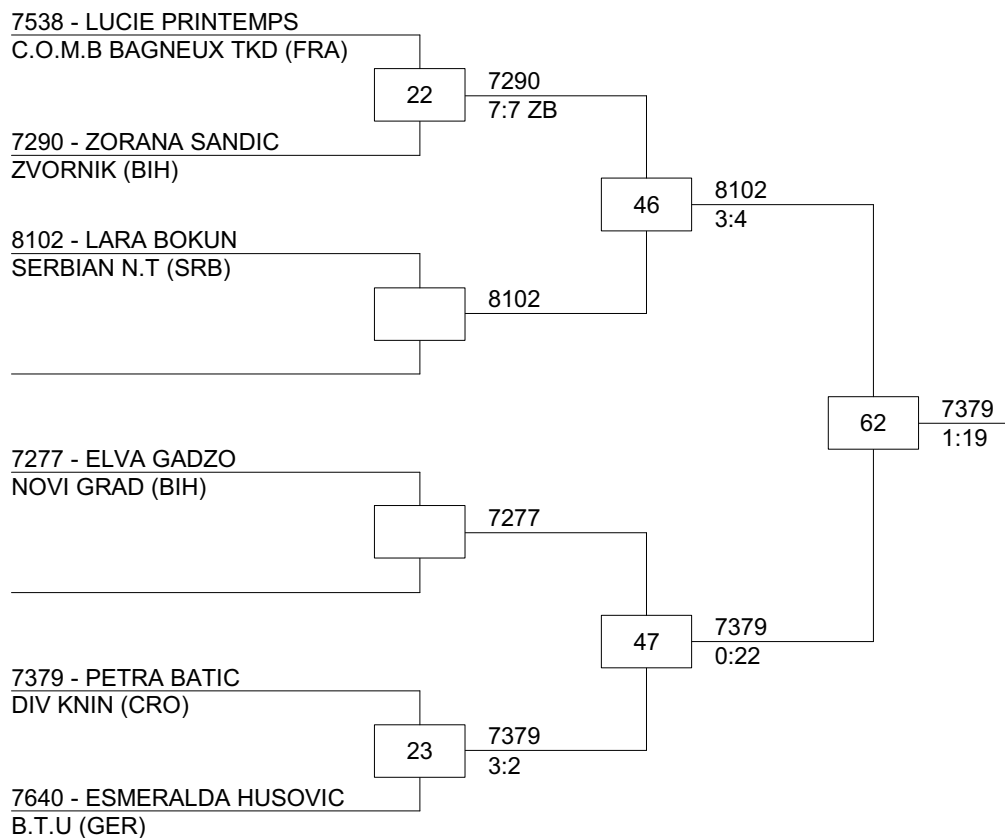 7538 - LUCIE PRINTEMPS
C.O.M.B BAGNEUX TKD (FRA)
22
7290
7:7 ZB
7290 - ZORANA SANDIC
ZVORNIK (BIH)
46
8102
3:4
8102 - LARA BOKUN
SERBIAN N.T (SRB)
8102
62
7379
1:19
7277 - ELVA GADZO
NOVI GRAD (BIH)
7277
47
7379
0:22
7379 - PETRA BATIC
DIV KNIN (CRO)
23
7379
3:2
7640 - ESMERALDA HUSOVIC
B.T.U (GER)